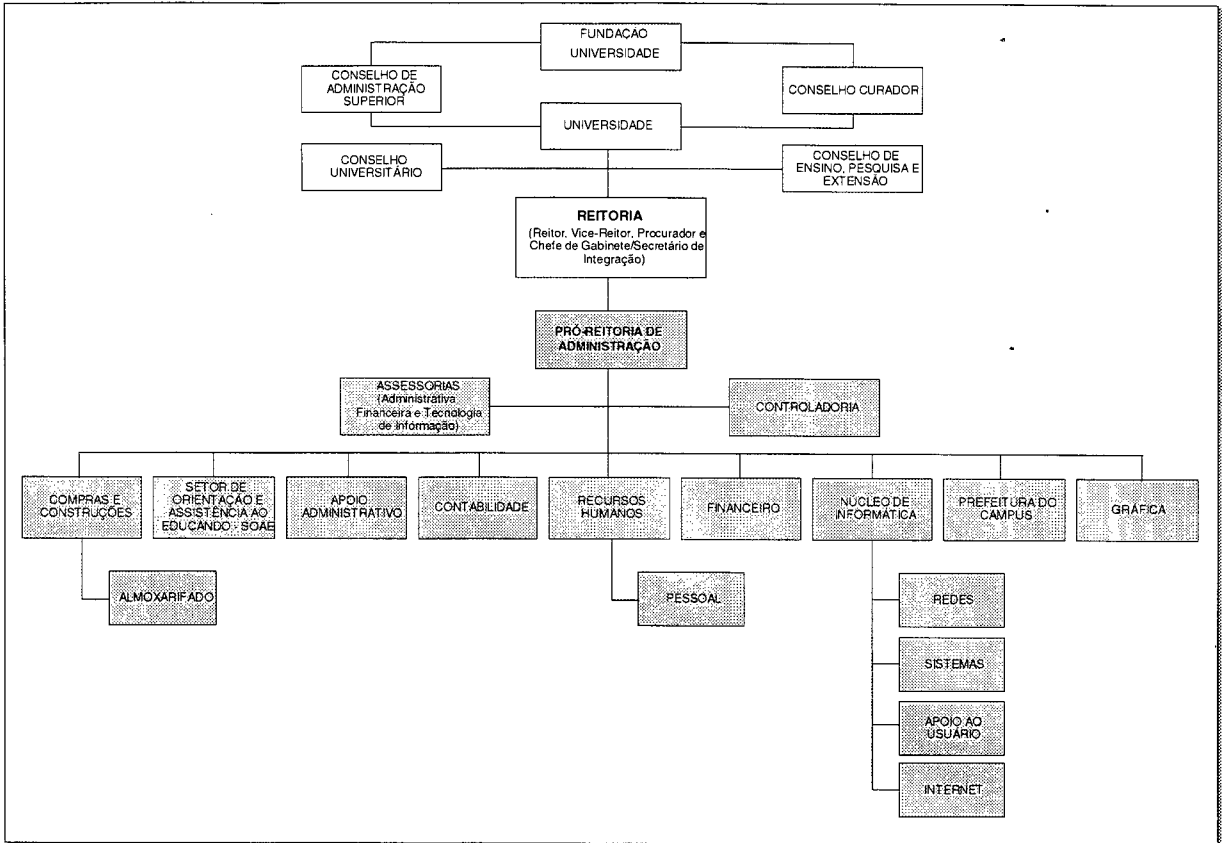 FUNDAÇÃO
UNIVERSIDADE
CONSELHO DE
ADMINISTRAÇÃO
SUPERIOR
CONSELHO CURADOR
UNIVERSIDADE
CONSELHO
UNIVERSITÁRIO
CONSELHO DE
ENSINO, PESQUISA E
EXTENSÃO
REITORIA
(Reitor, Vice-Reitor, Procurador e
Chefe de Gabinete/Secretário de
Integração)
PRÓ-REITORIA DE
ADMINISTRAÇÃO
ASSESSORIAS
(Administrativa
Financeira e Tecnologia
de Informação)
CONTROLADORIA
COMPRAS E
CONSTRUÇÕES
SETOR DE
ORIENTAÇÃO E
ASSISTÊNCIA AO
EDUCANDO - SOAE
APOIO
ADMINISTRATIVO
CONTABILIDADE
RECURSOS
HUMANOS
FINANCEIRO
NÚCLEO DE
INFORMÁTICA
PREFEITURA DO
CAMPUS
GRÁFICA
ALMOXARIFADO
PESSOAL
REDES
SISTEMAS
APOIO AO
USUÁRIO
INTERNET